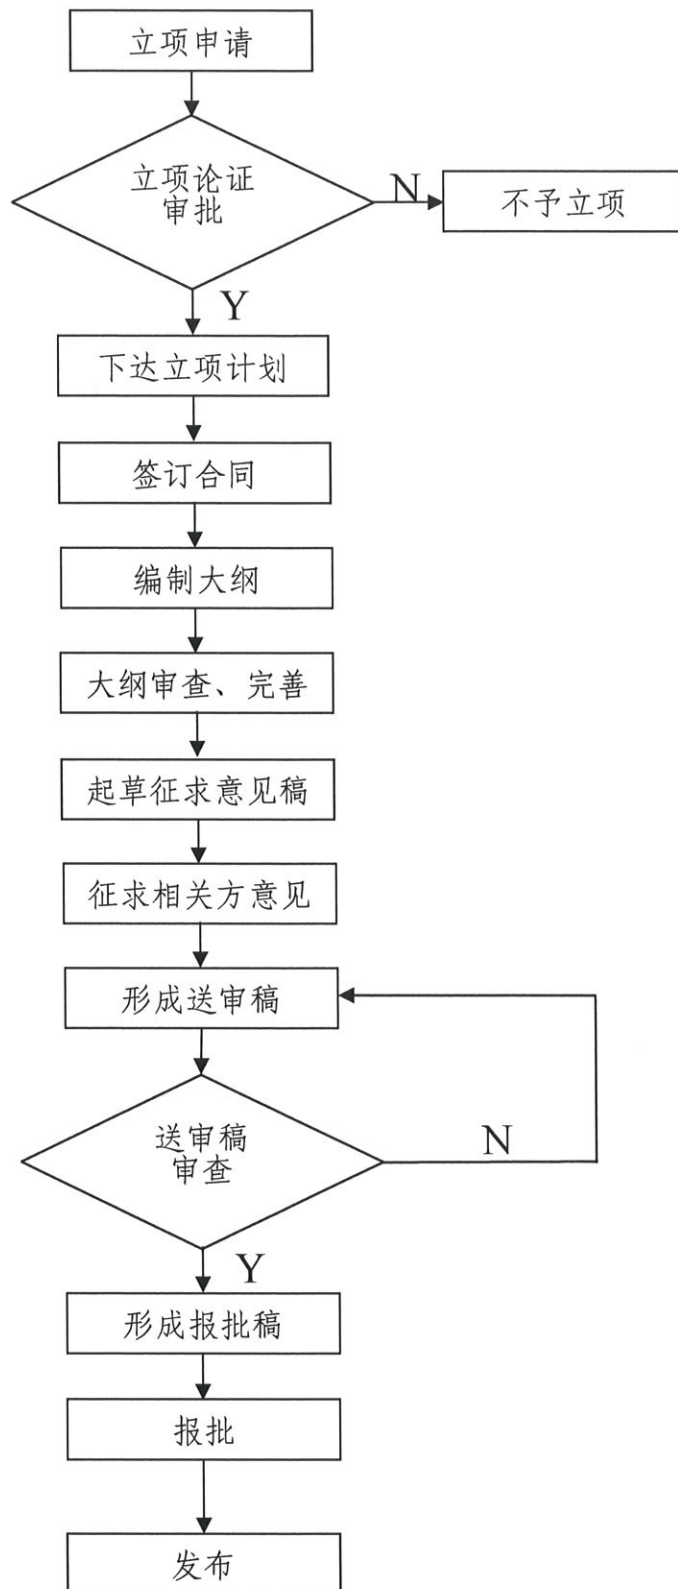 立项申请
立项论证
审批
N
不予立项
Y
下达立项计划
签订合同
编制大纲
大纲审查、完善
起草征求意见稿
征求相关方意见
形成送审稿
送审稿
审查
N
Y
形成报批稿
报批
发布